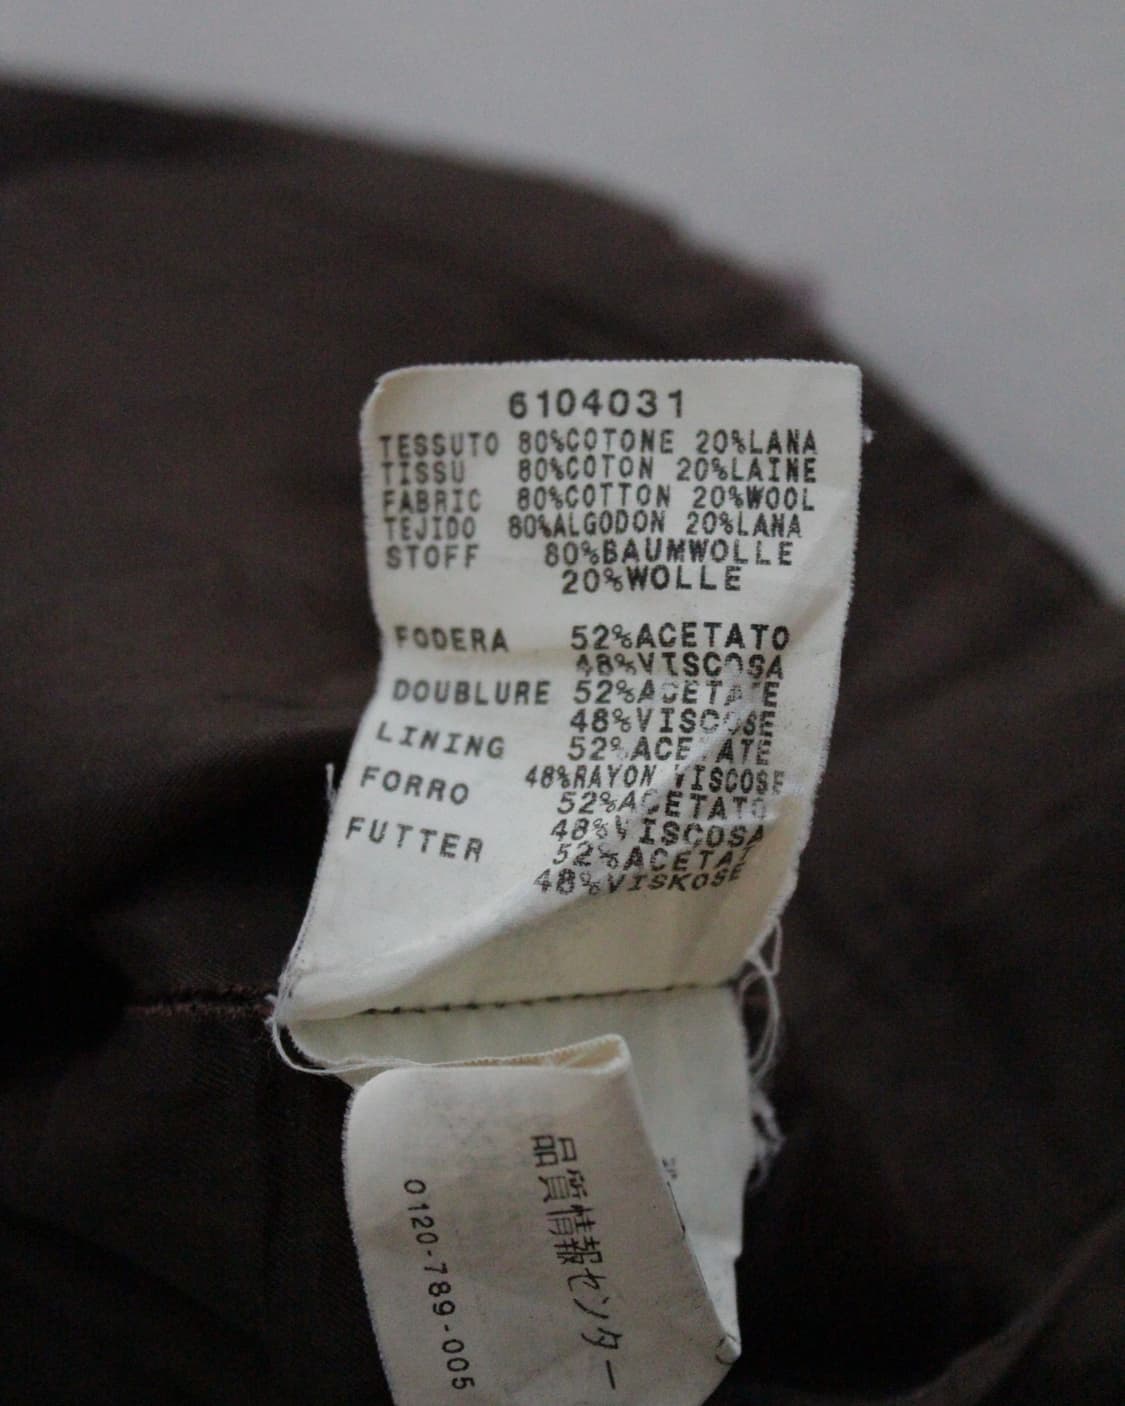 6104031
TESSUTO 80%COTONE 20%LANA
TISSU 80%COTON 20%LAINE
FABRIC 80%COTTON 20%WOOL
TEJIDO 80%ALGODON 20%LANA
STOFF 80%BAUMWOLLE
20%WOLLE
FODERA 52%ACETATO
48%VISCOSA
DOUBLURE 52%ACETATE
48%VISCOSE
LINING 52%ACETATE
48%RAYON VISCOSE
FORRO 52%ACETATO
48%VISCOSA
FUTTER 52%ACETAT
48%VISKOSE
品質情報センター
0120-789-005